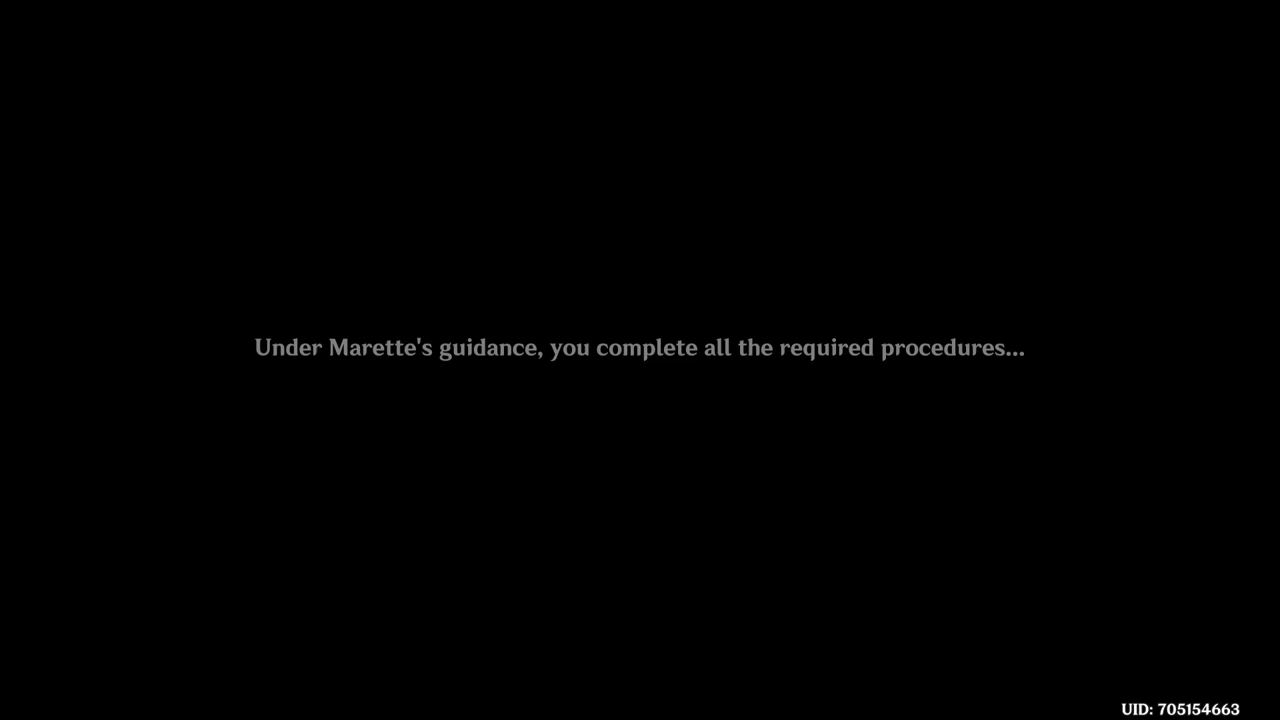 Under Marette's guidance, you complete all the required procedures...
UID: 705154663